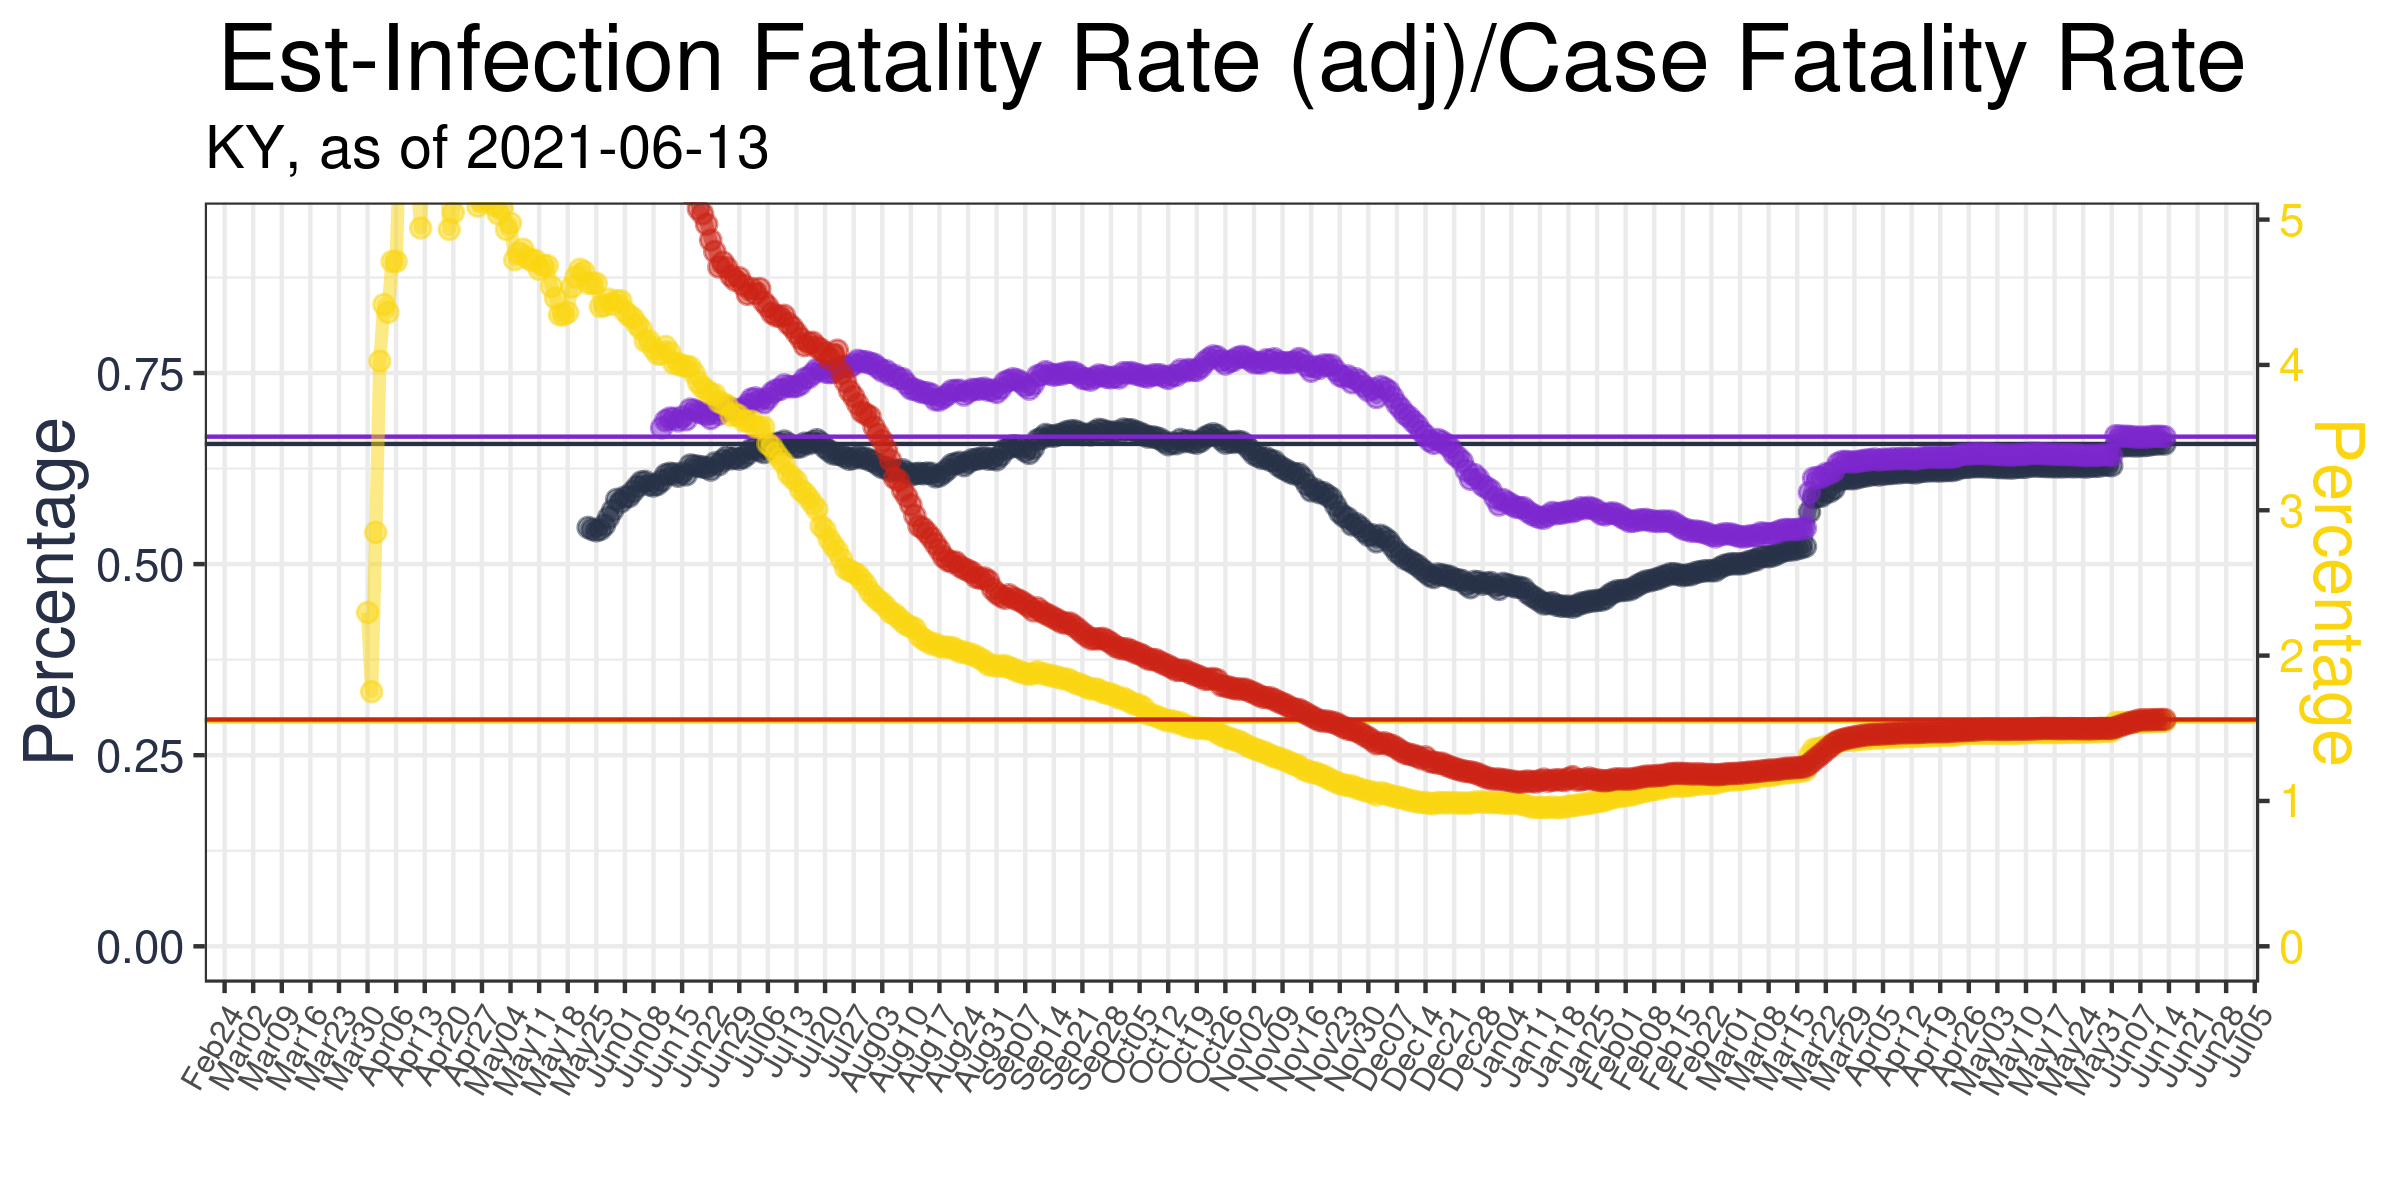 Est-Infection Fatality Rate (adj)/Case Fatality Rate
KY, as of 2021-06-13
Percentage
0.75
0.50
0.25
0.00
5
4
3
2
1
0
Percentage
Feb24
Mar02
Mar09
Mar16
Mar23
Mar30
Apr06
Apr13
Apr20
Apr27
May04
May11
May18
May25
Jun01
Jun08
Jun15
Jun22
Jun29
Jul06
Jul13
Jul20
Jul27
Aug03
Aug10
Aug17
Aug24
Aug31
Sep07
Sep14
Sep21
Sep28
Oct05
Oct12
Oct19
Oct26
Nov02
Nov09
Nov16
Nov23
Nov30
Dec07
Dec14
Dec21
Dec28
Jan04
Jan11
Jan18
Jan25
Feb01
Feb08
Feb15
Feb22
Mar01
Mar08
Mar15
Mar22
Mar29
Apr05
Apr12
Apr19
Apr26
May03
May10
May17
May24
May31
Jun07
Jun14
Jun21
Jun28
Jul05